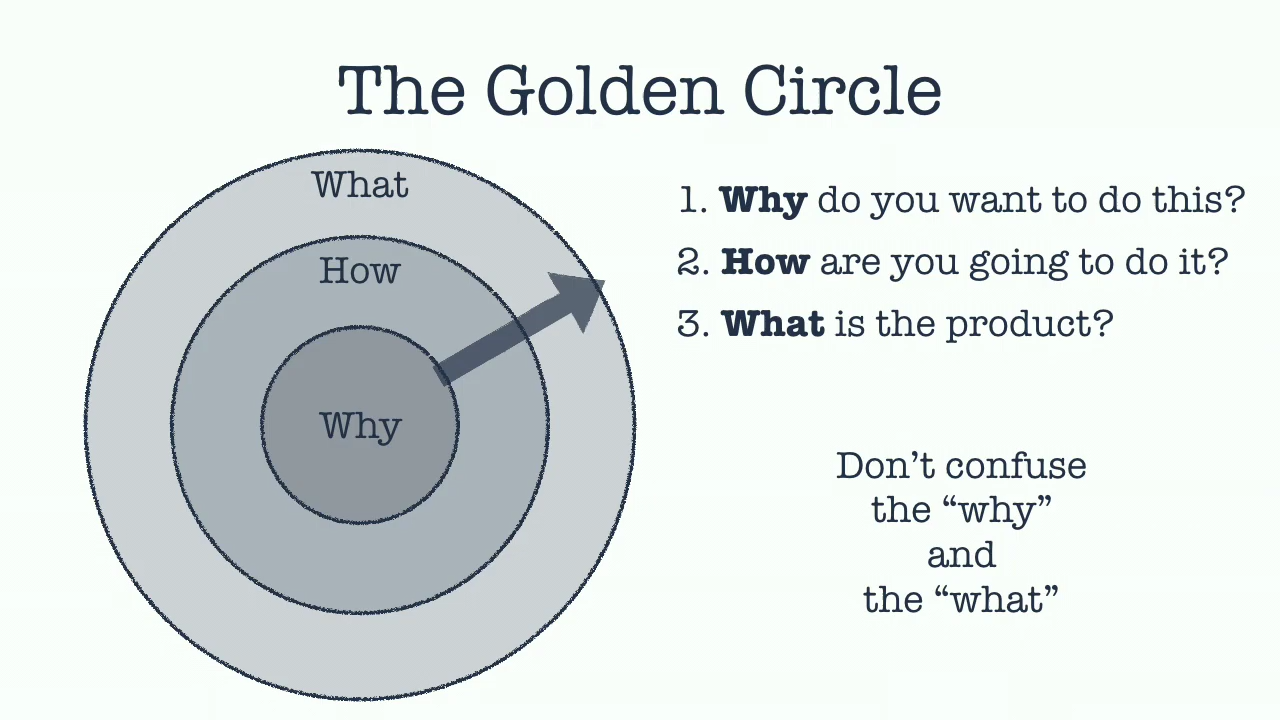 The Golden Circle
What
How
Why
1. Why do you want to do this?
2. How are you going to do it?
3. What is the product?
Don’t confuse
the “why”
and
the “what”